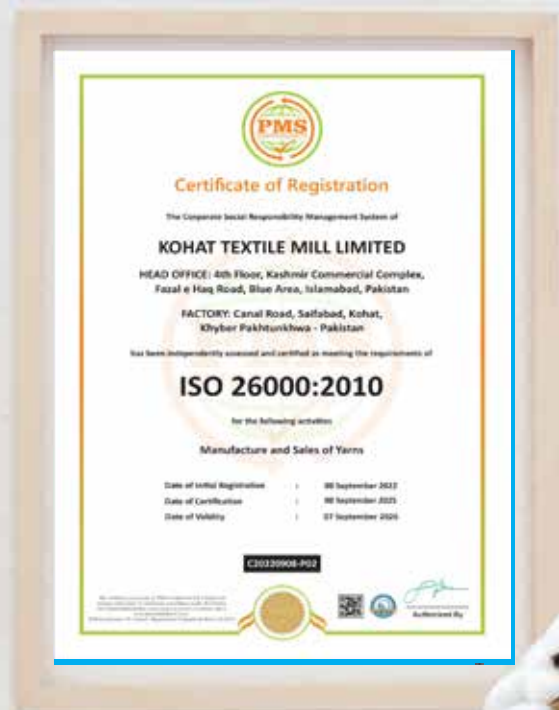 PMS
Certificate of Registration
The Corporate Social Responsibility Management System of
KOHAT TEXTILE MILL LIMITED
HEAD OFFICE: 4th Floor, Kashmir Commercial Complex,
Fazal e Haq Road, Blue Area, Islamabad, Pakistan
FACTORY: Canal Road, Saifabad, Kohat,
Khyber Pakhtunkhwa - Pakistan
has been independently assessed and certified as meeting the requirements of
ISO 26000:2010
for the following activities
Manufacture and Sales of Yarns
Date of Initial Registration : 08 September 2022
Date of Certification : 08 September 2025
Date of Validity : 07 September 2026
C20220908-P02
Authorized By